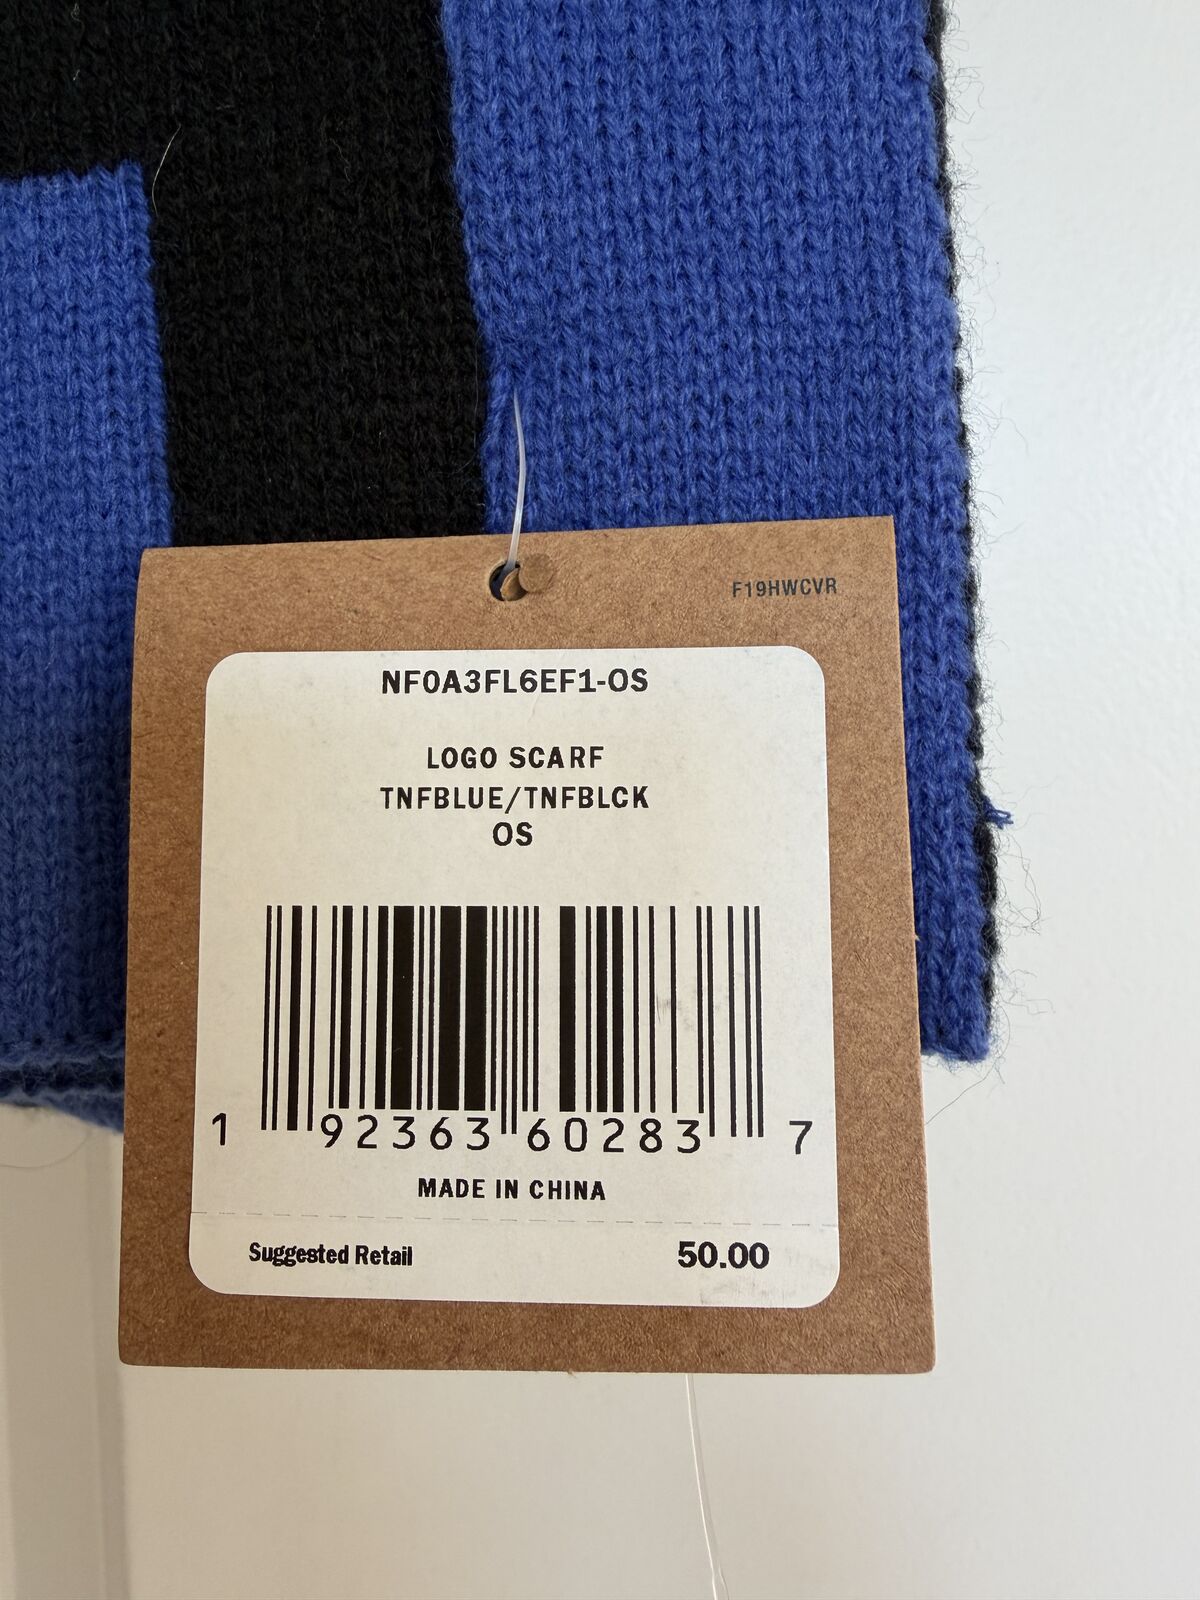 F19HWCVR
NF0A3FL6EF1-OS
LOGO SCARF
TNFBLUE/TNFBLCK
OS
1 92363 60283 7
MADE IN CHINA
Suggested Retail 50.00